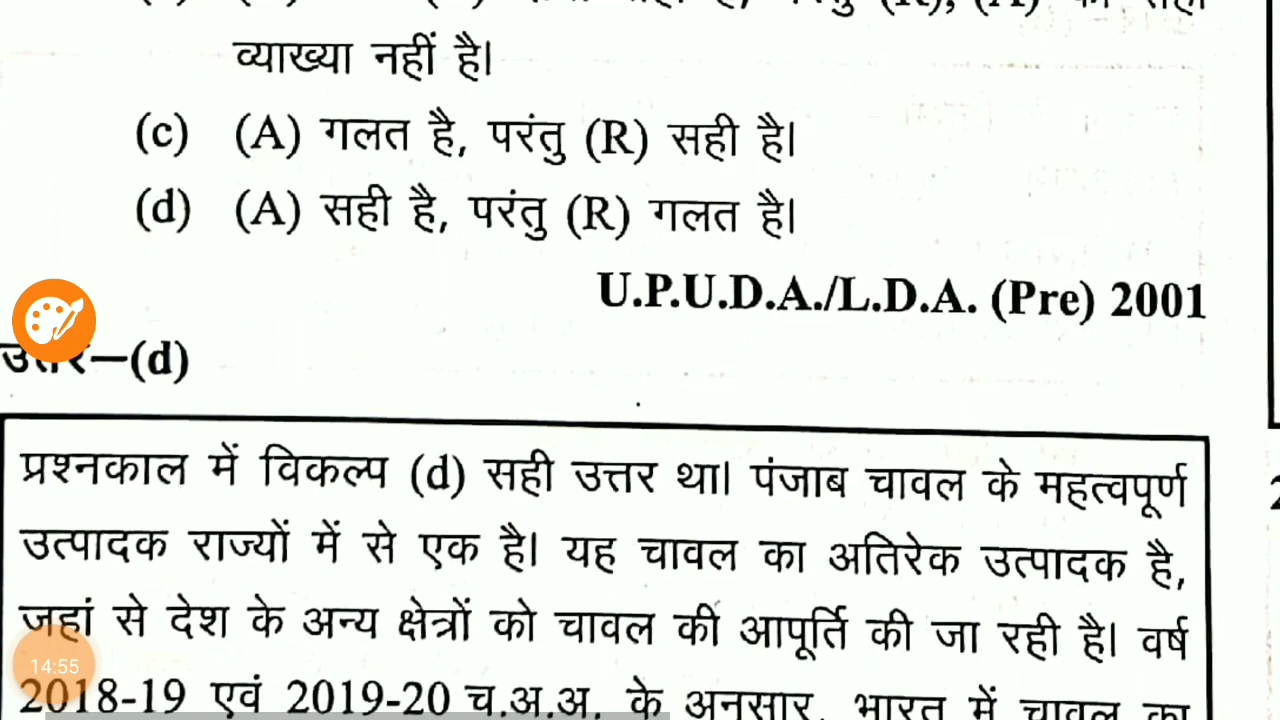 व्याख्या नहीं है।
(c) (A) गलत है, परंतु (R) सही है।
(d) (A) सही है, परंतु (R) गलत है।
U.P.U.D.A./L.D.A. (Pre) 2001
उत्तर–(d)
प्रश्नकाल में विकल्प (d) सही उत्तर था। पंजाब चावल के महत्वपूर्ण
उत्पादक राज्यों में से एक है। यह चावल का अतिरेक उत्पादक है,
जहां से देश के अन्य क्षेत्रों को चावल की आपूर्ति की जा रही है। वर्ष
14:55
2018-19 एवं 2019-20 च.अ.अ. के अनुसार, भारत में चावल का